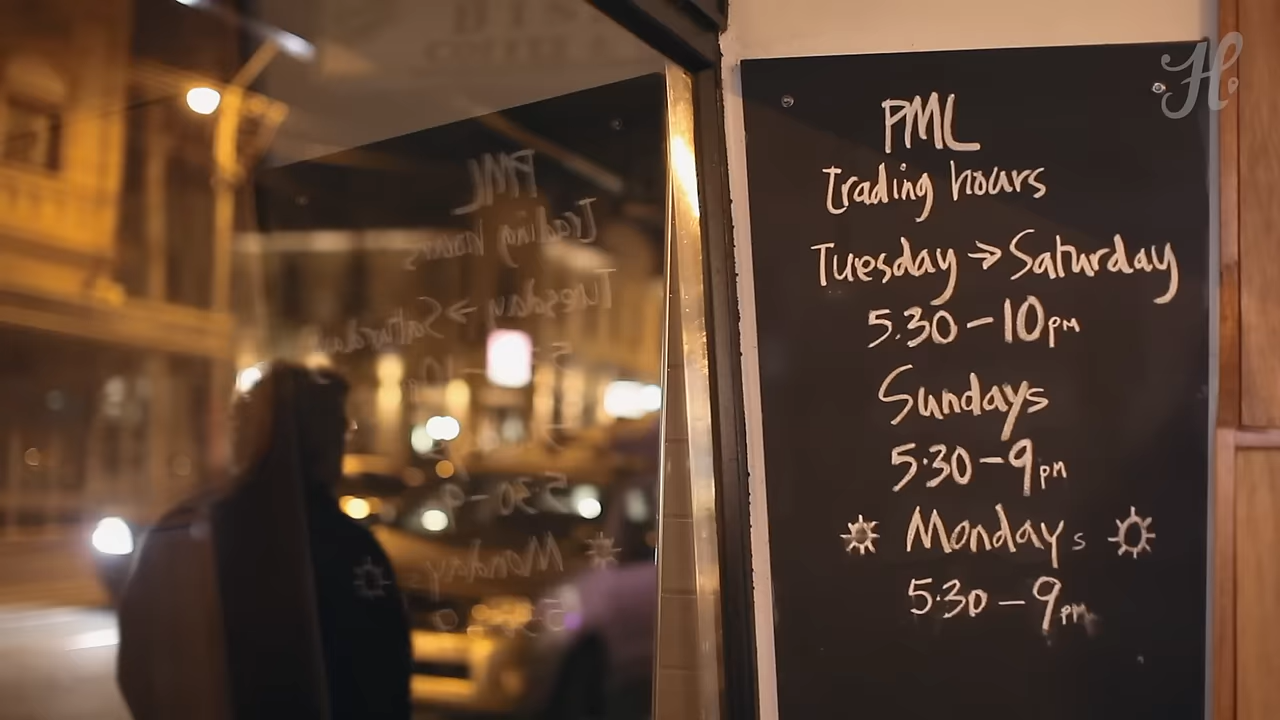 PML
Trading hours
Tuesday → Saturday
5.30 - 10PM
Sundays
5.30 - 9pm
Mondays
5.30 - 9pm
H